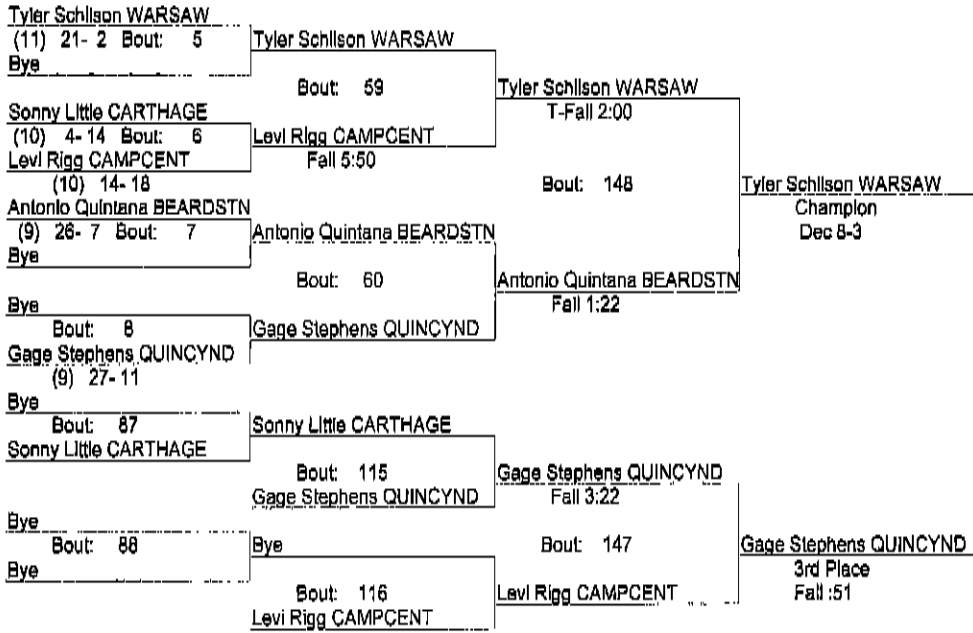 Tyler Schilson WARSAW
(11) 21- 2 Bout: 5
Bye
Tyler Schilson WARSAW
Bout: 59
Sonny Little CARTHAGE
(10) 4- 14 Bout: 6
Levi Rigg CAMPCENT
(10) 14- 18
Levi Rigg CAMPCENT
Fall 5:50
Tyler Schilson WARSAW
T-Fall 2:00
Bout: 148
Antonio Quintana BEARDSTN
(9) 26- 7 Bout: 7
Bye
Antonio Quintana BEARDSTN
Bout: 60
Bye
Bout: 8
Gage Stephens QUINCYND
(9) 27- 11
Gage Stephens QUINCYND
Antonio Quintana BEARDSTN
Fall 1:22
Tyler Schilson WARSAW
Champion
Dec 8-3
Bye
Bout: 87
Sonny Little CARTHAGE
Sonny Little CARTHAGE
Bout: 115
Gage Stephens QUINCYND
Gage Stephens QUINCYND
Fall 3:22
Bout: 147
Bye
Bout: 88
Bye
Bye
Bout: 116
Levi Rigg CAMPCENT
Levi Rigg CAMPCENT
Gage Stephens QUINCYND
3rd Place
Fall :51